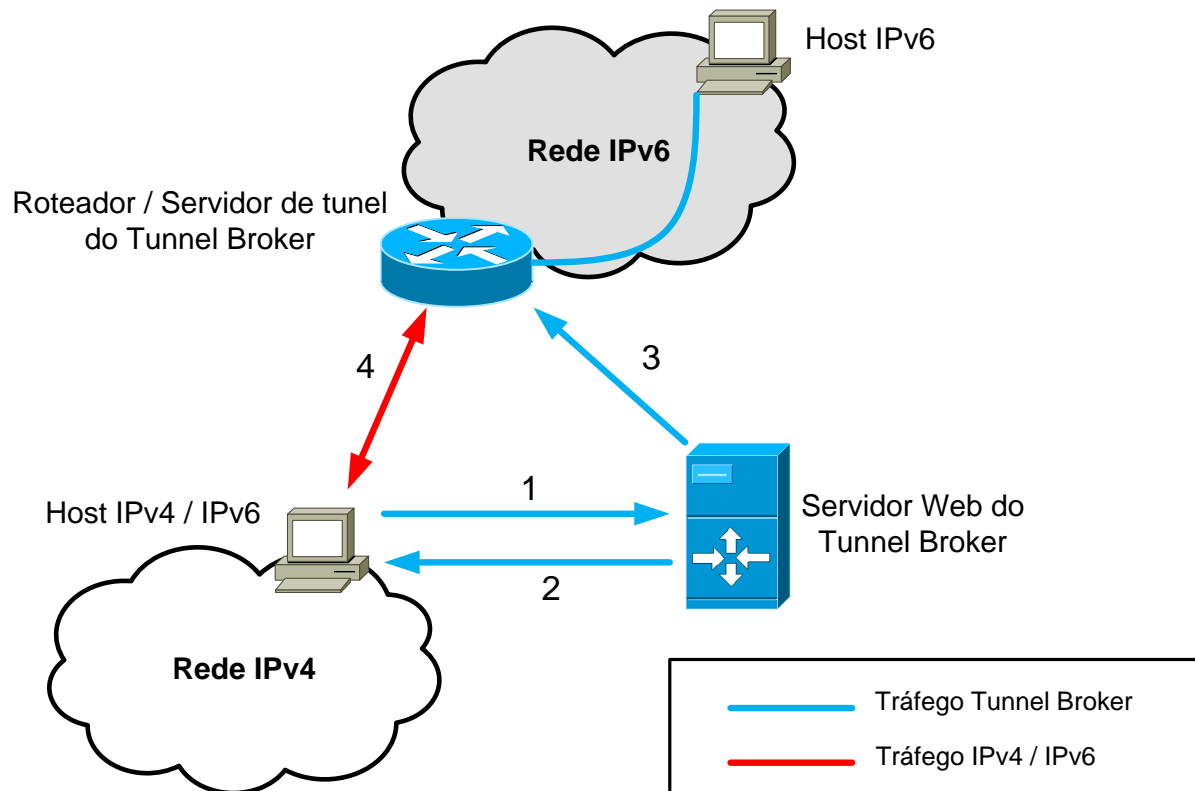 Host IPv6
Rede IPv6
Roteador / Servidor de tunel
do Tunnel Broker
4
3
Host IPv4 / IPv6
1
2
Servidor Web do
Tunnel Broker
Rede IPv4
Tráfego Tunnel Broker
Tráfego IPv4 / IPv6